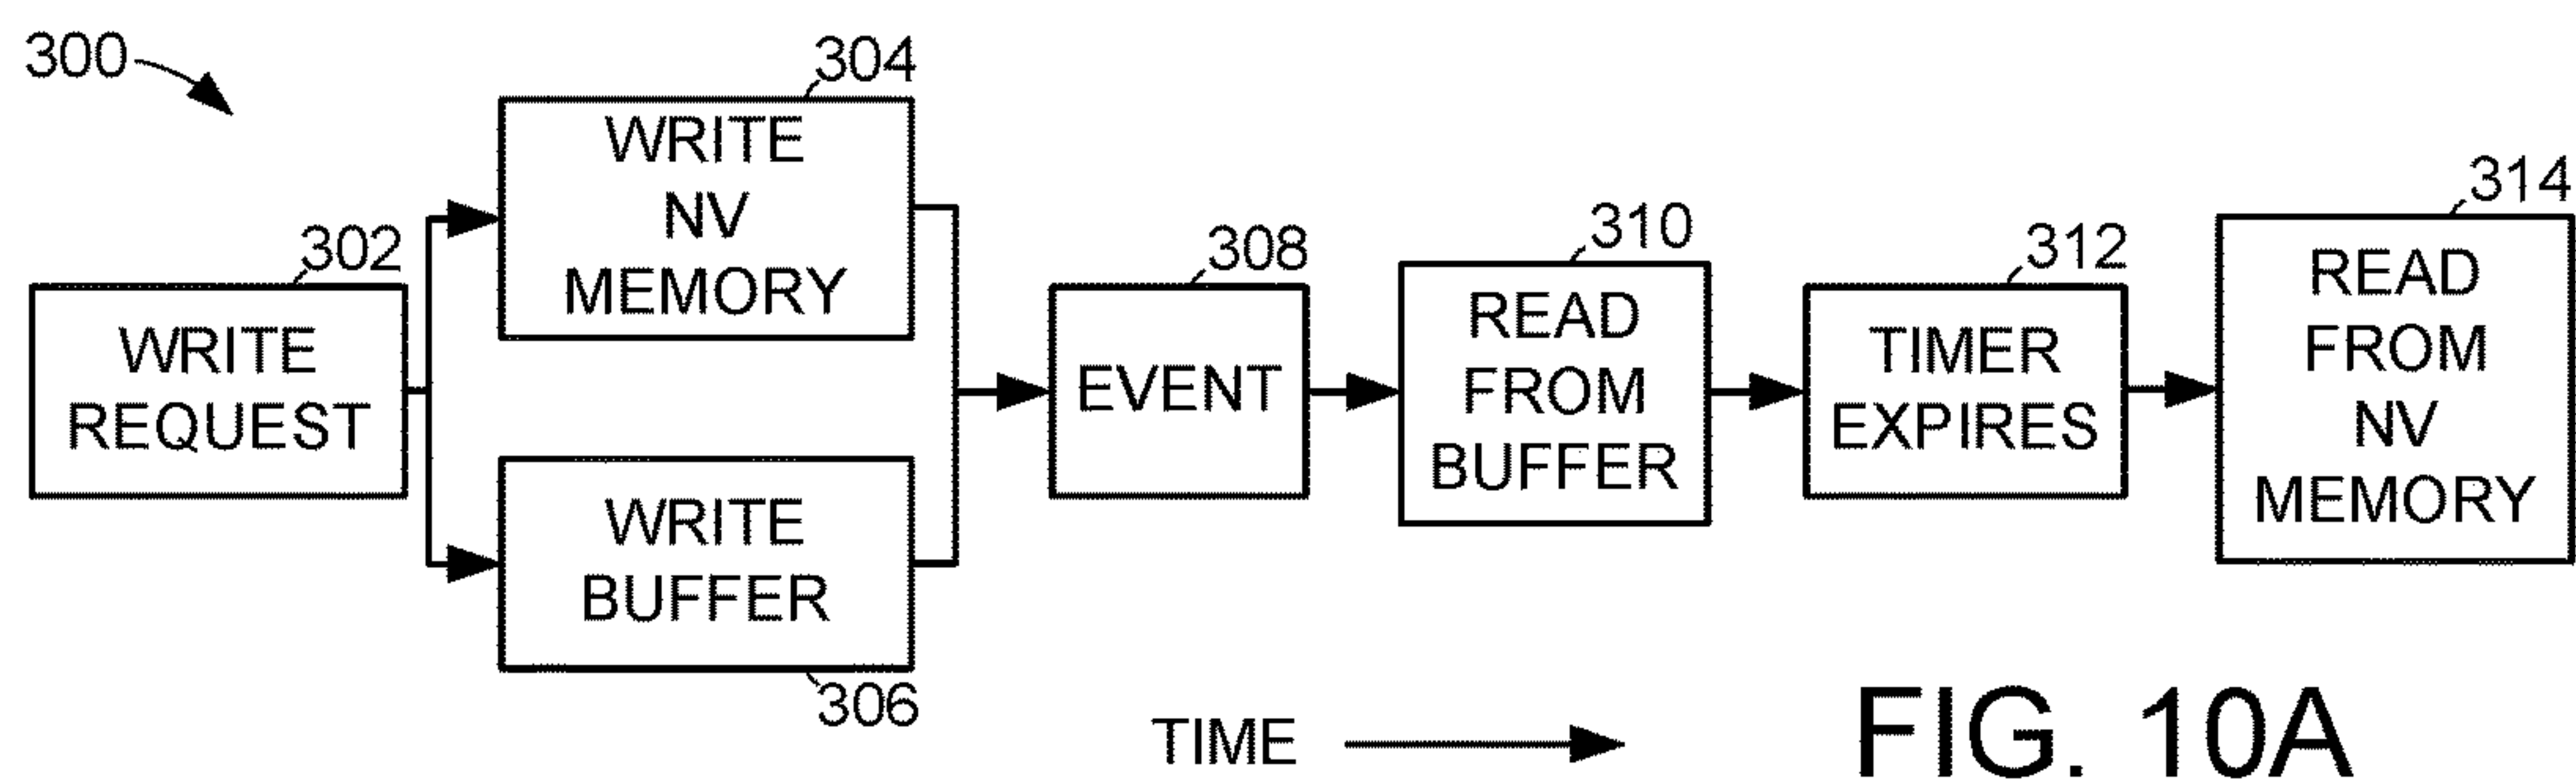 300
302
WRITE
REQUEST
304
WRITE
NV
MEMORY
WRITE
BUFFER
306
308
EVENT
310
READ
FROM
BUFFER
312
TIMER
EXPIRES
314
READ
FROM
NV
MEMORY
TIME
FIG. 10A